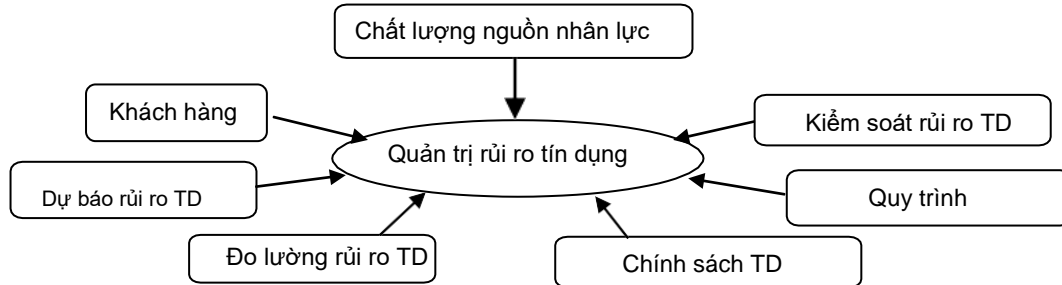 Chất lượng nguồn nhân lực
Khách hàng
Kiểm soát rủi ro TD
Quản trị rủi ro tín dụng
Dự báo rủi ro TD
Quy trình
Đo lường rủi ro TD
Chính sách TD